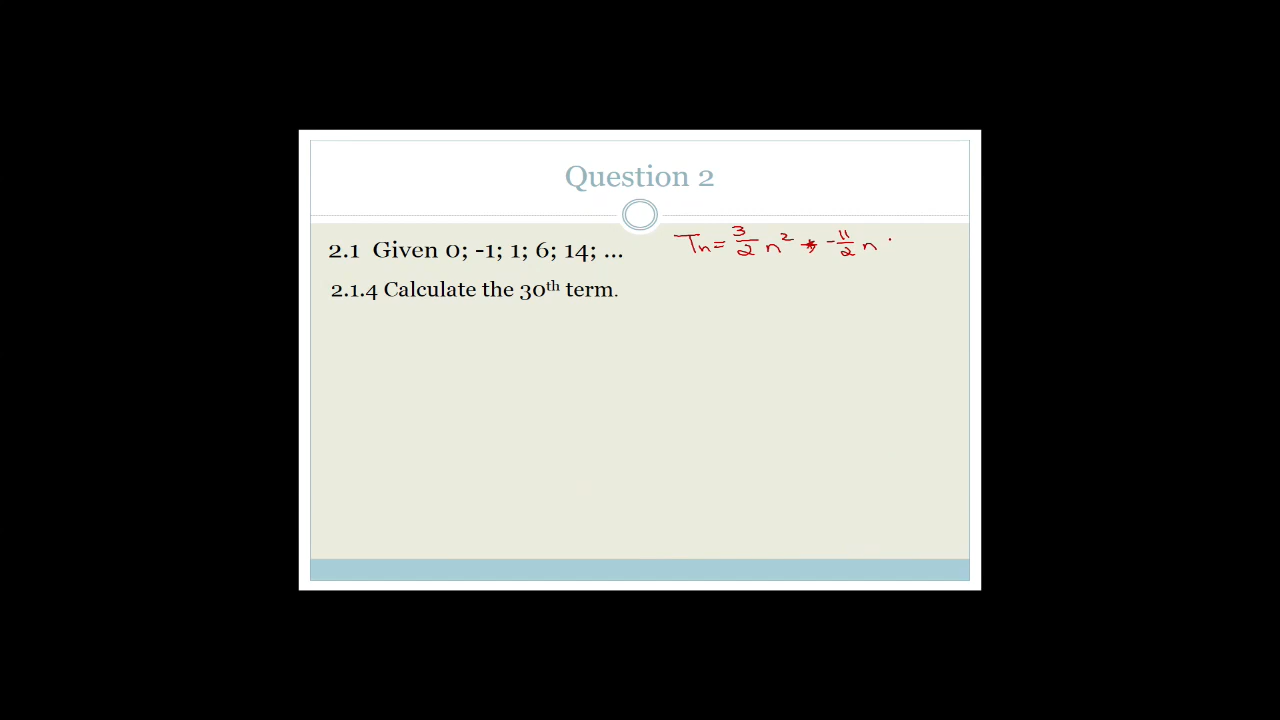 Question 2
2.1 Given 0; -1; 1; 6; 14; ...
Tn = 3/2 n² - 11/2 n
2.1.4 Calculate the 30th term.